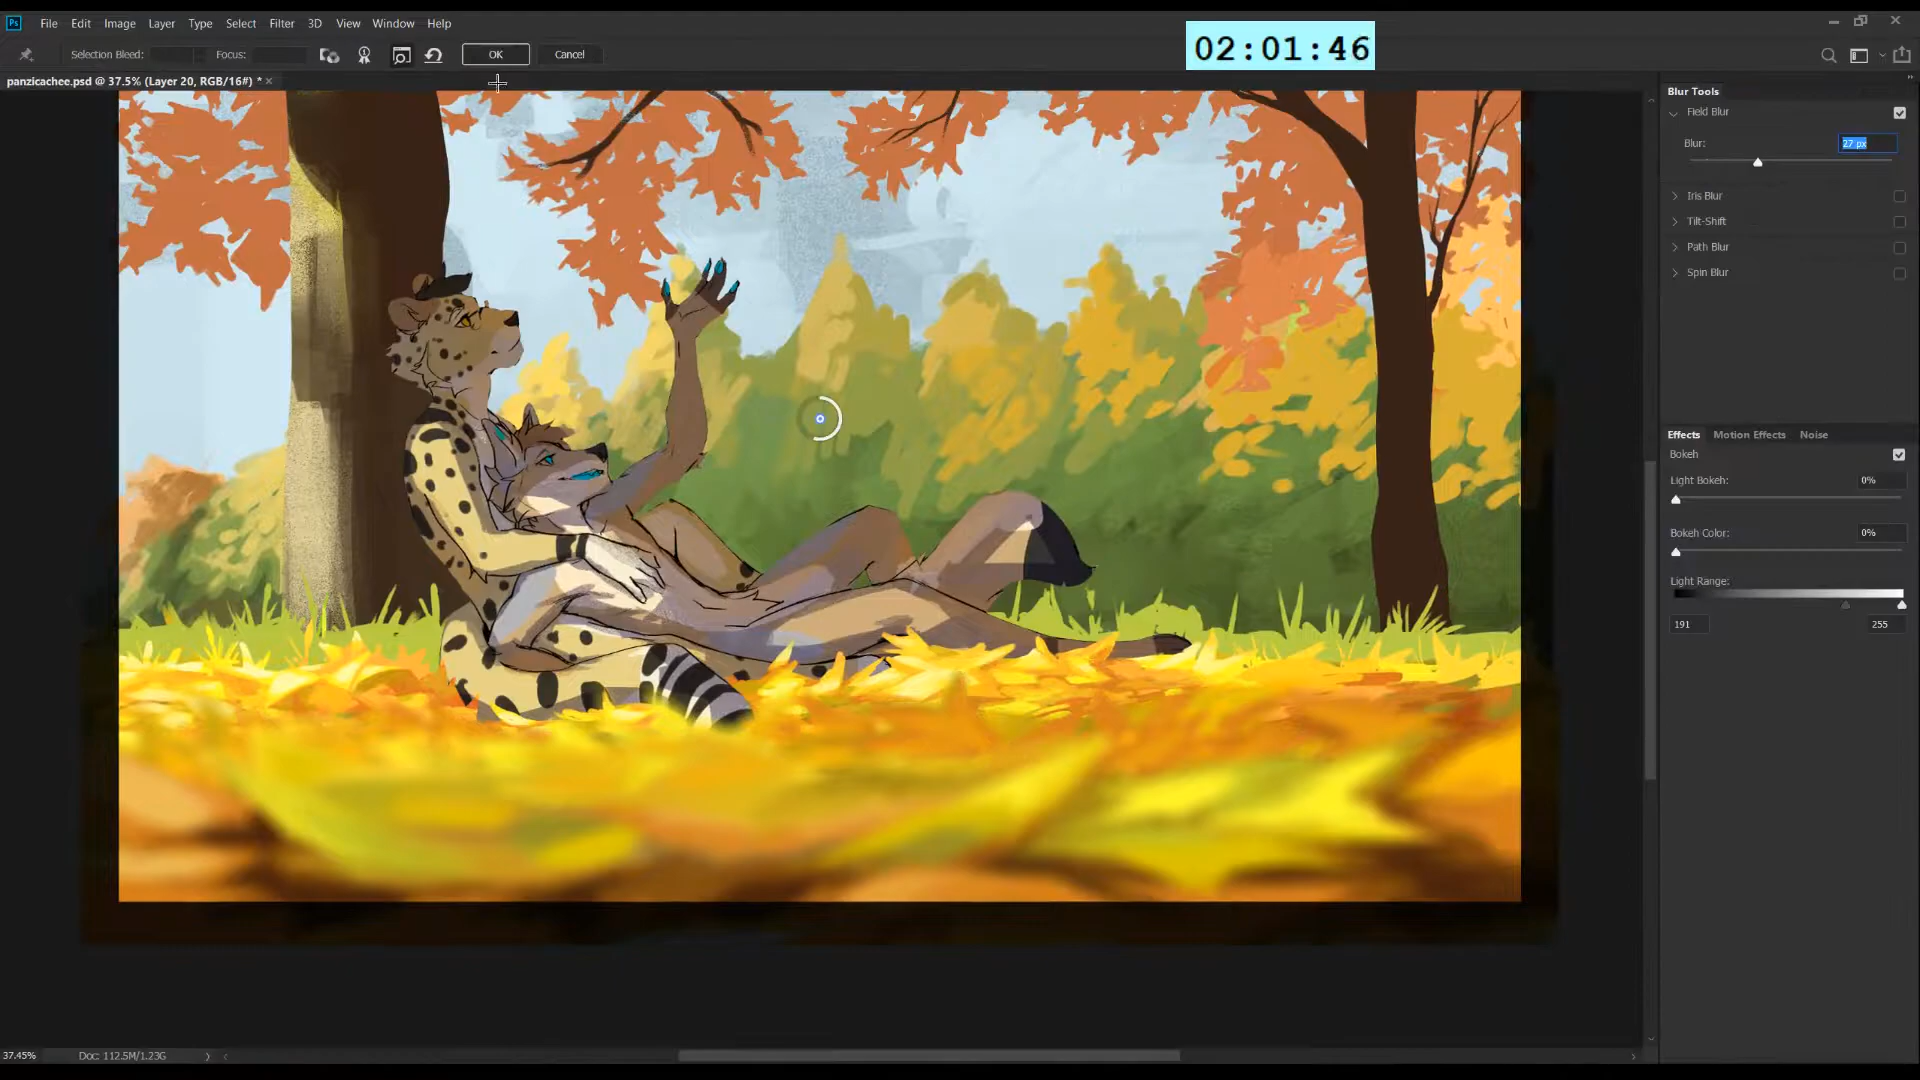 Ps File Edit Image Layer Type Select Filter 3D View Window Help
Selection Bleed: Focus: OK Cancel
02:01:46
panzicachee.psd @ 37.5% (Layer 20, RGB/16#) * ×
Blur Tools
Field Blur
Blur: 27 px
Iris Blur
Tilt-Shift
Path Blur
Spin Blur
Effects Motion Effects Noise
Bokeh
Light Bokeh: 0%
Bokeh Color: 0%
Light Range:
191 255
37.45% Doc: 112.5M/1.23G